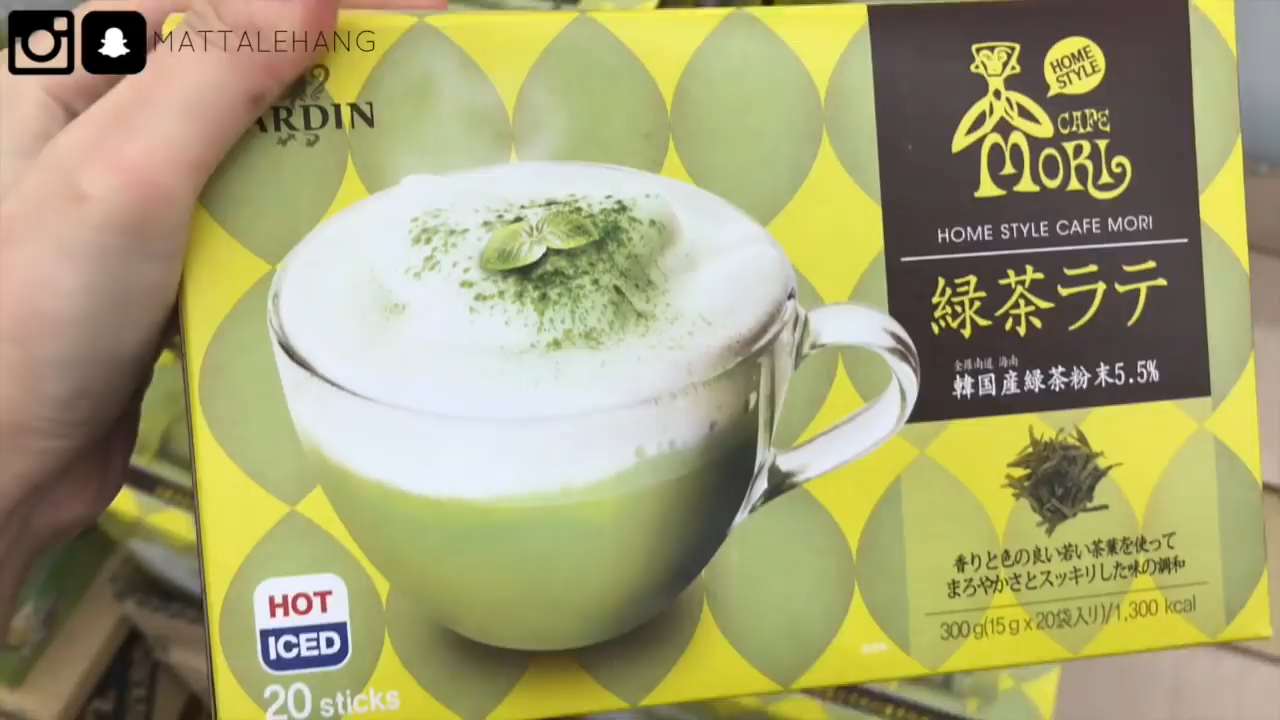 MATTALEHANG
ARDIN
HOME
STYLE
CAFE
MORI
HOME STYLE CAFE MORI
緑茶ラテ
全羅南道 海南
韓国産緑茶粉末5.5%
香りと色の良い若い茶葉を使って
まろやかさとスッキリした味の調和
300g(15g×20袋入り)/1,300 kcal
HOT
ICED
20 sticks